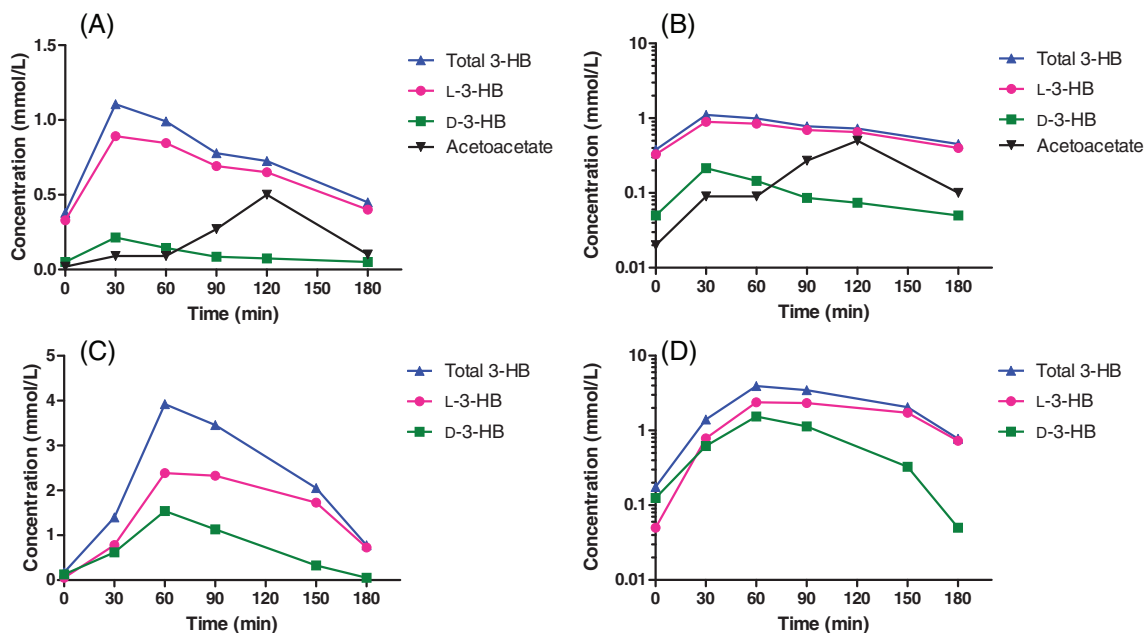 (A)
Concentration (mmol/L)
1.5
1.0
0.5
0.0
0 30 60 90 120 150 180
Time (min)
Total 3-HB
L-3-HB
D-3-HB
Acetoacetate
(B)
Concentration (mmol/L)
10
1
0.1
0.01
0 30 60 90 120 150 180
Time (min)
Total 3-HB
L-3-HB
D-3-HB
Acetoacetate
(C)
Concentration (mmol/L)
5
4
3
2
1
0
0 30 60 90 120 150 180
Time (min)
Total 3-HB
L-3-HB
D-3-HB
(D)
Concentration (mmol/L)
10
1
0.1
0.01
0 30 60 90 120 150 180
Time (min)
Total 3-HB
L-3-HB
D-3-HB